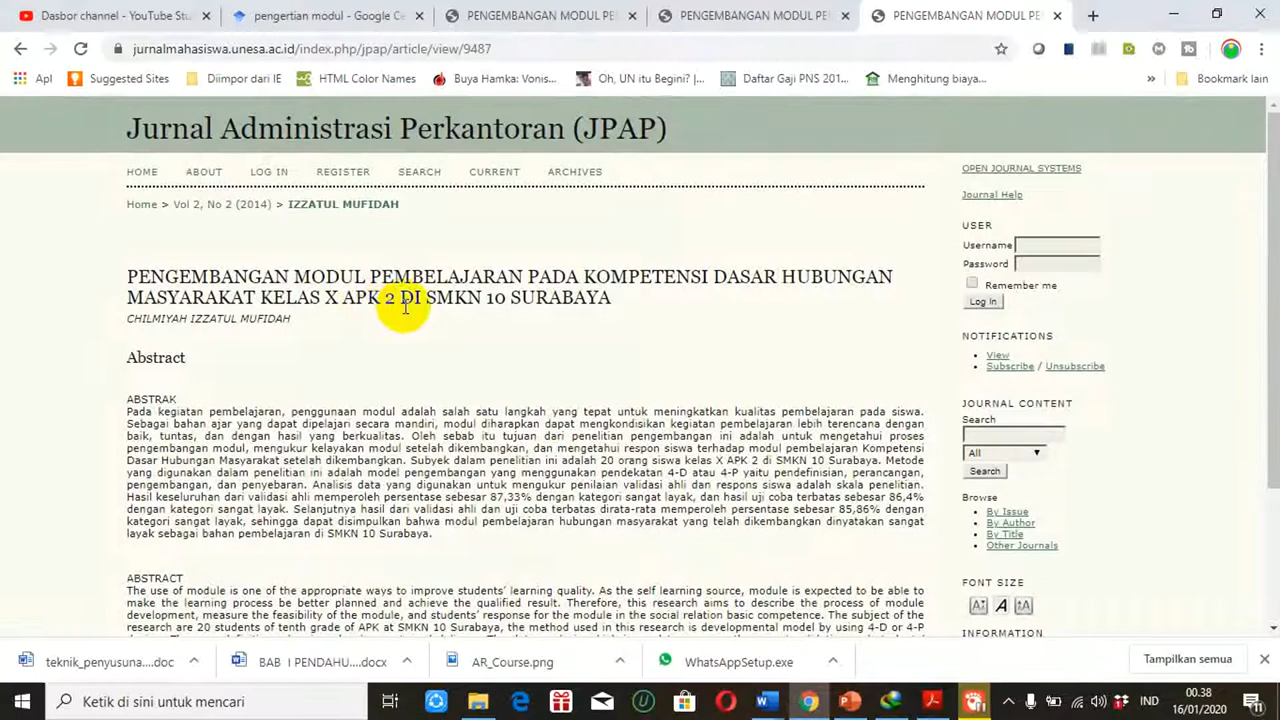 Dasbor channel - YouTube Stu
pengertian modul - Google Ce
PENGEMBANGAN MODUL PE
PENGEMBANGAN MODUL PE
PENGEMBANGAN MODUL PE
jurnalmahasiswa.unesa.ac.id/index.php/jpap/article/view/9487
Apl
Suggested Sites
Diimpor dari IE
HTML Color Names
Buya Hamka: Vonis...
Oh, UN itu Begini? |...
Daftar Gaji PNS 201...
Menghitung biaya...
»
Bookmark lain
Jurnal Administrasi Perkantoran (JPAP)
HOME ABOUT LOG IN REGISTER SEARCH CURRENT ARCHIVES
Home > Vol 2, No 2 (2014) > IZZATUL MUFIDAH
PENGEMBANGAN MODUL PEMBELAJARAN PADA KOMPETENSI DASAR HUBUNGAN
MASYARAKAT KELAS X APK 2 DI SMKN 10 SURABAYA
CHILMIYAH IZZATUL MUFIDAH
Abstract
ABSTRAK
Pada kegiatan pembelajaran, penggunaan modul adalah salah satu langkah yang tepat untuk meningkatkan kualitas pembelajaran pada siswa.
Sebagai bahan ajar yang dapat dipelajari secara mandiri, modul diharapkan dapat mengkondisikan kegiatan pembelajaran lebih terencana dengan
baik, tuntas, dan dengan hasil yang berkualitas. Oleh sebab itu tujuan dari penelitian pengembangan ini adalah untuk mengetahui proses
pengembangan modul, mengukur kelayakan modul setelah dikembangkan, dan mengetahui respon siswa terhadap modul pembelajaran Kompetensi
Dasar Hubungan Masyarakat setelah dikembangkan. Subyek dalam penelitian ini adalah 20 orang siswa kelas X APK 2 di SMKN 10 Surabaya. Metode
yang digunakan dalam penelitian ini adalah model pengembangan yang menggunakan pendekatan 4-D atau 4-P yaitu pendefinisian, perancangan,
pengembangan, dan penyebaran. Analisis data yang digunakan untuk mengukur penilaian validasi ahli dan respons siswa adalah skala penelitian.
Hasil keseluruhan dari validasi ahli memperoleh persentase sebesar 87,33% dengan kategori sangat layak, dan hasil uji coba terbatas sebesar 86,4%
dengan kategori sangat layak. Selanjutnya hasil dari validasi ahli dan uji coba terbatas dirata-rata memperoleh persentase sebesar 85,86% dengan
kategori sangat layak, sehingga dapat disimpulkan bahwa modul pembelajaran hubungan masyarakat yang telah dikembangkan dinyatakan sangat
layak sebagai bahan pembelajaran di SMKN 10 Surabaya.
ABSTRACT
The use of module is one of the appropriate ways to improve students' learning quality. As the self learning source, module is expected to be able to
make the learning process be better planned and achieve the qualified result. Therefore, this research aims to describe the process of module
development, measure the feasibility of the module, and students' response for the module in the social relation basic competence. The subject of the
research are 20 students of tenth grade of APK at SMKN 10 Surabaya, the method used in this research is developmental model by using 4-D or 4-P
OPEN JOURNAL SYSTEMS
Journal Help
USER
Username
Password
Remember me
Log In
NOTIFICATIONS
View
Subscribe / Unsubscribe
JOURNAL CONTENT
Search
All
Search
Browse
By Issue
By Author
By Title
Other Journals
FONT SIZE
INFORMATION
teknik_penyusuna....doc
BAB I PENDAHU....docx
AR_Course.png
WhatsAppSetup.exe
Tampilkan semua
Ketik di sini untuk mencari
IND
00.38
16/01/2020